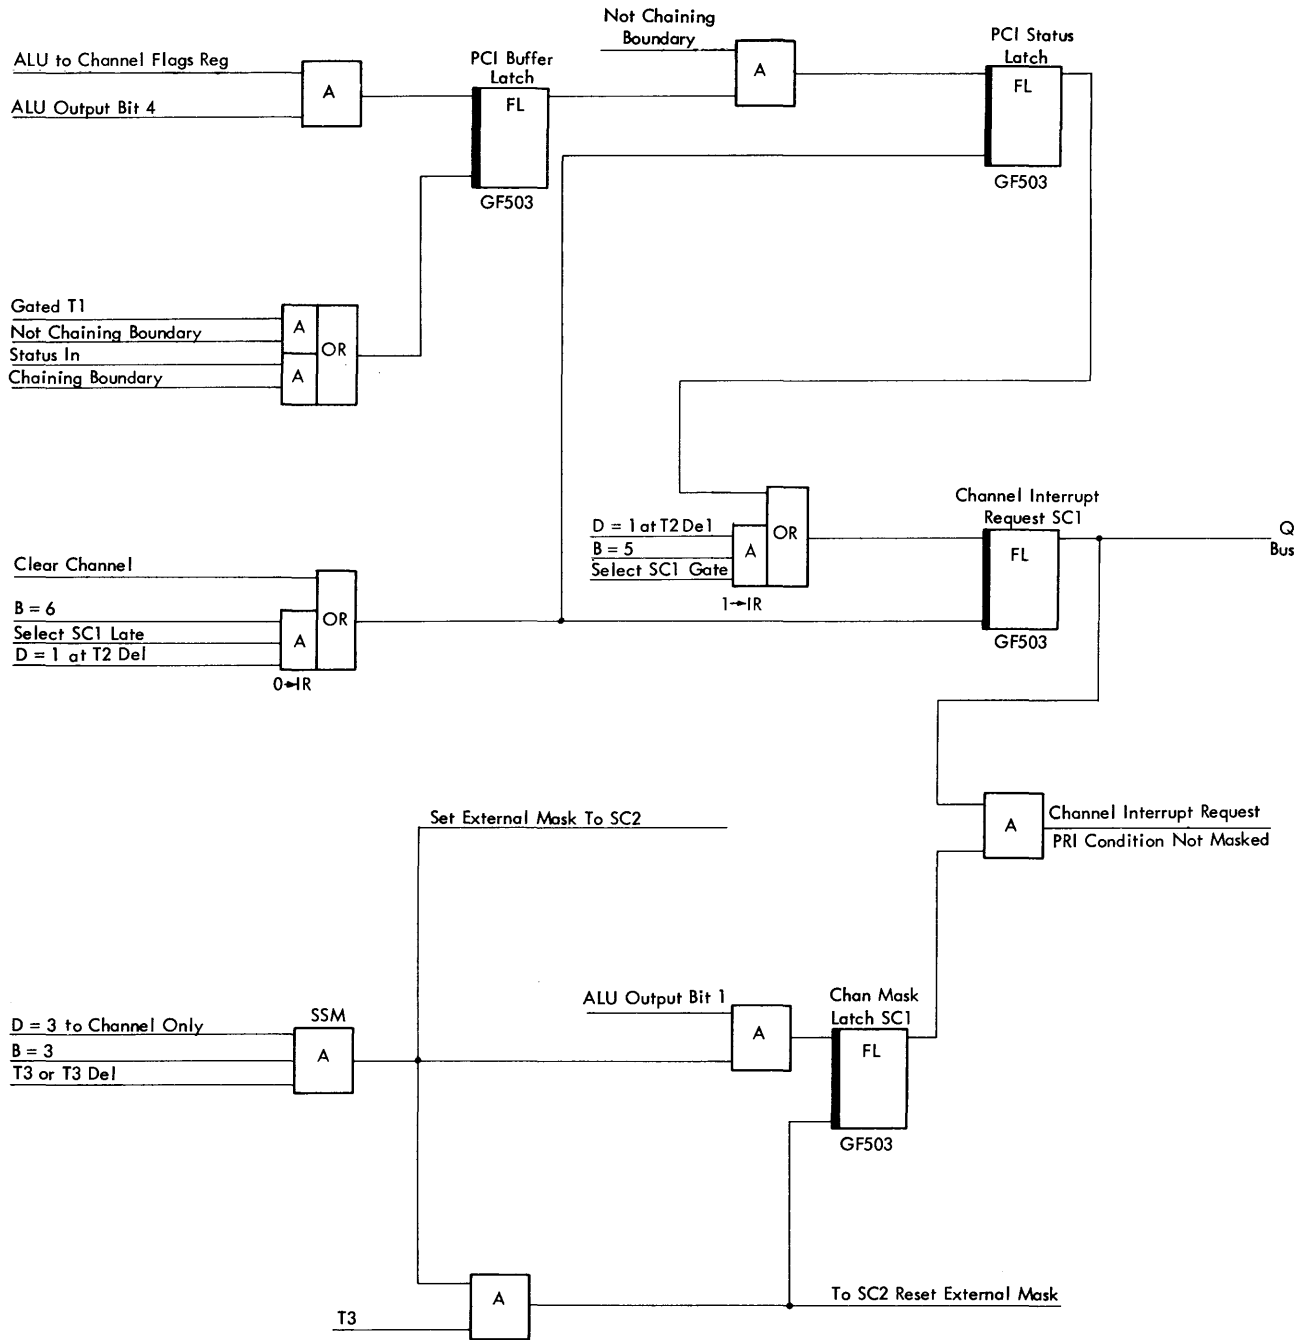 Not Chaining
Boundary
PCI Status
Latch
ALU to Channel Flags Reg
PCI Buffer
Latch
A
A
FL
FL
ALU Output Bit 4
GF503
GF503
Gated T1
Not Chaining Boundary
A
OR
Status In
A
Chaining Boundary
Channel Interrupt
Request SC1
D = 1 at T2 Del
OR
B = 5
A
Select SC1 Gate
1→IR
FL
GF503
Q
Bus
Clear Channel
B = 6
OR
Select SC1 Late
A
D = 1 at T2 Del
0→IR
Set External Mask To SC2
A
Channel Interrupt Request
PRI Condition Not Masked
ALU Output Bit 1
Chan Mask
Latch SC1
SSM
D = 3 to Channel Only
B = 3
A
T3 or T3 Del
A
FL
GF503
A
T3
To SC2 Reset External Mask